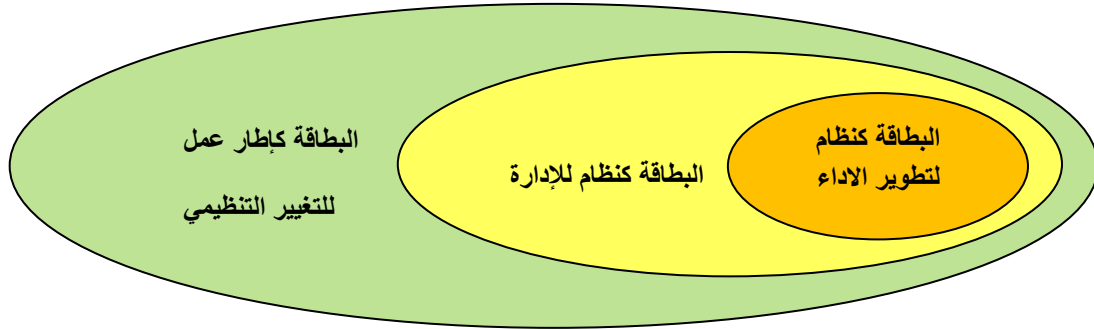 البطاقة كنظام
لتطوير الاداء
البطاقة كنظام للإدارة
البطاقة كإطار عمل
للتغيير التنظيمي